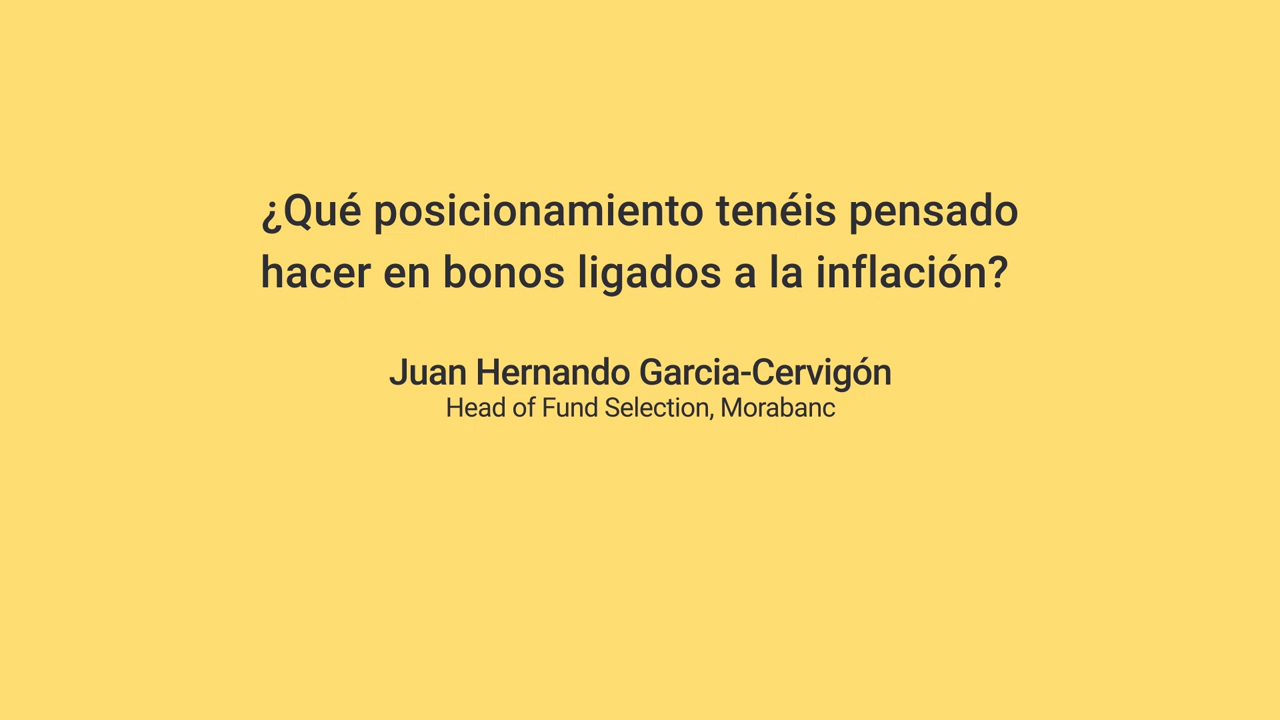 ¿Qué posicionamiento tenéis pensado
hacer en bonos ligados a la inflación?
Juan Hernando Garcia-Cervigón
Head of Fund Selection, Morabanc